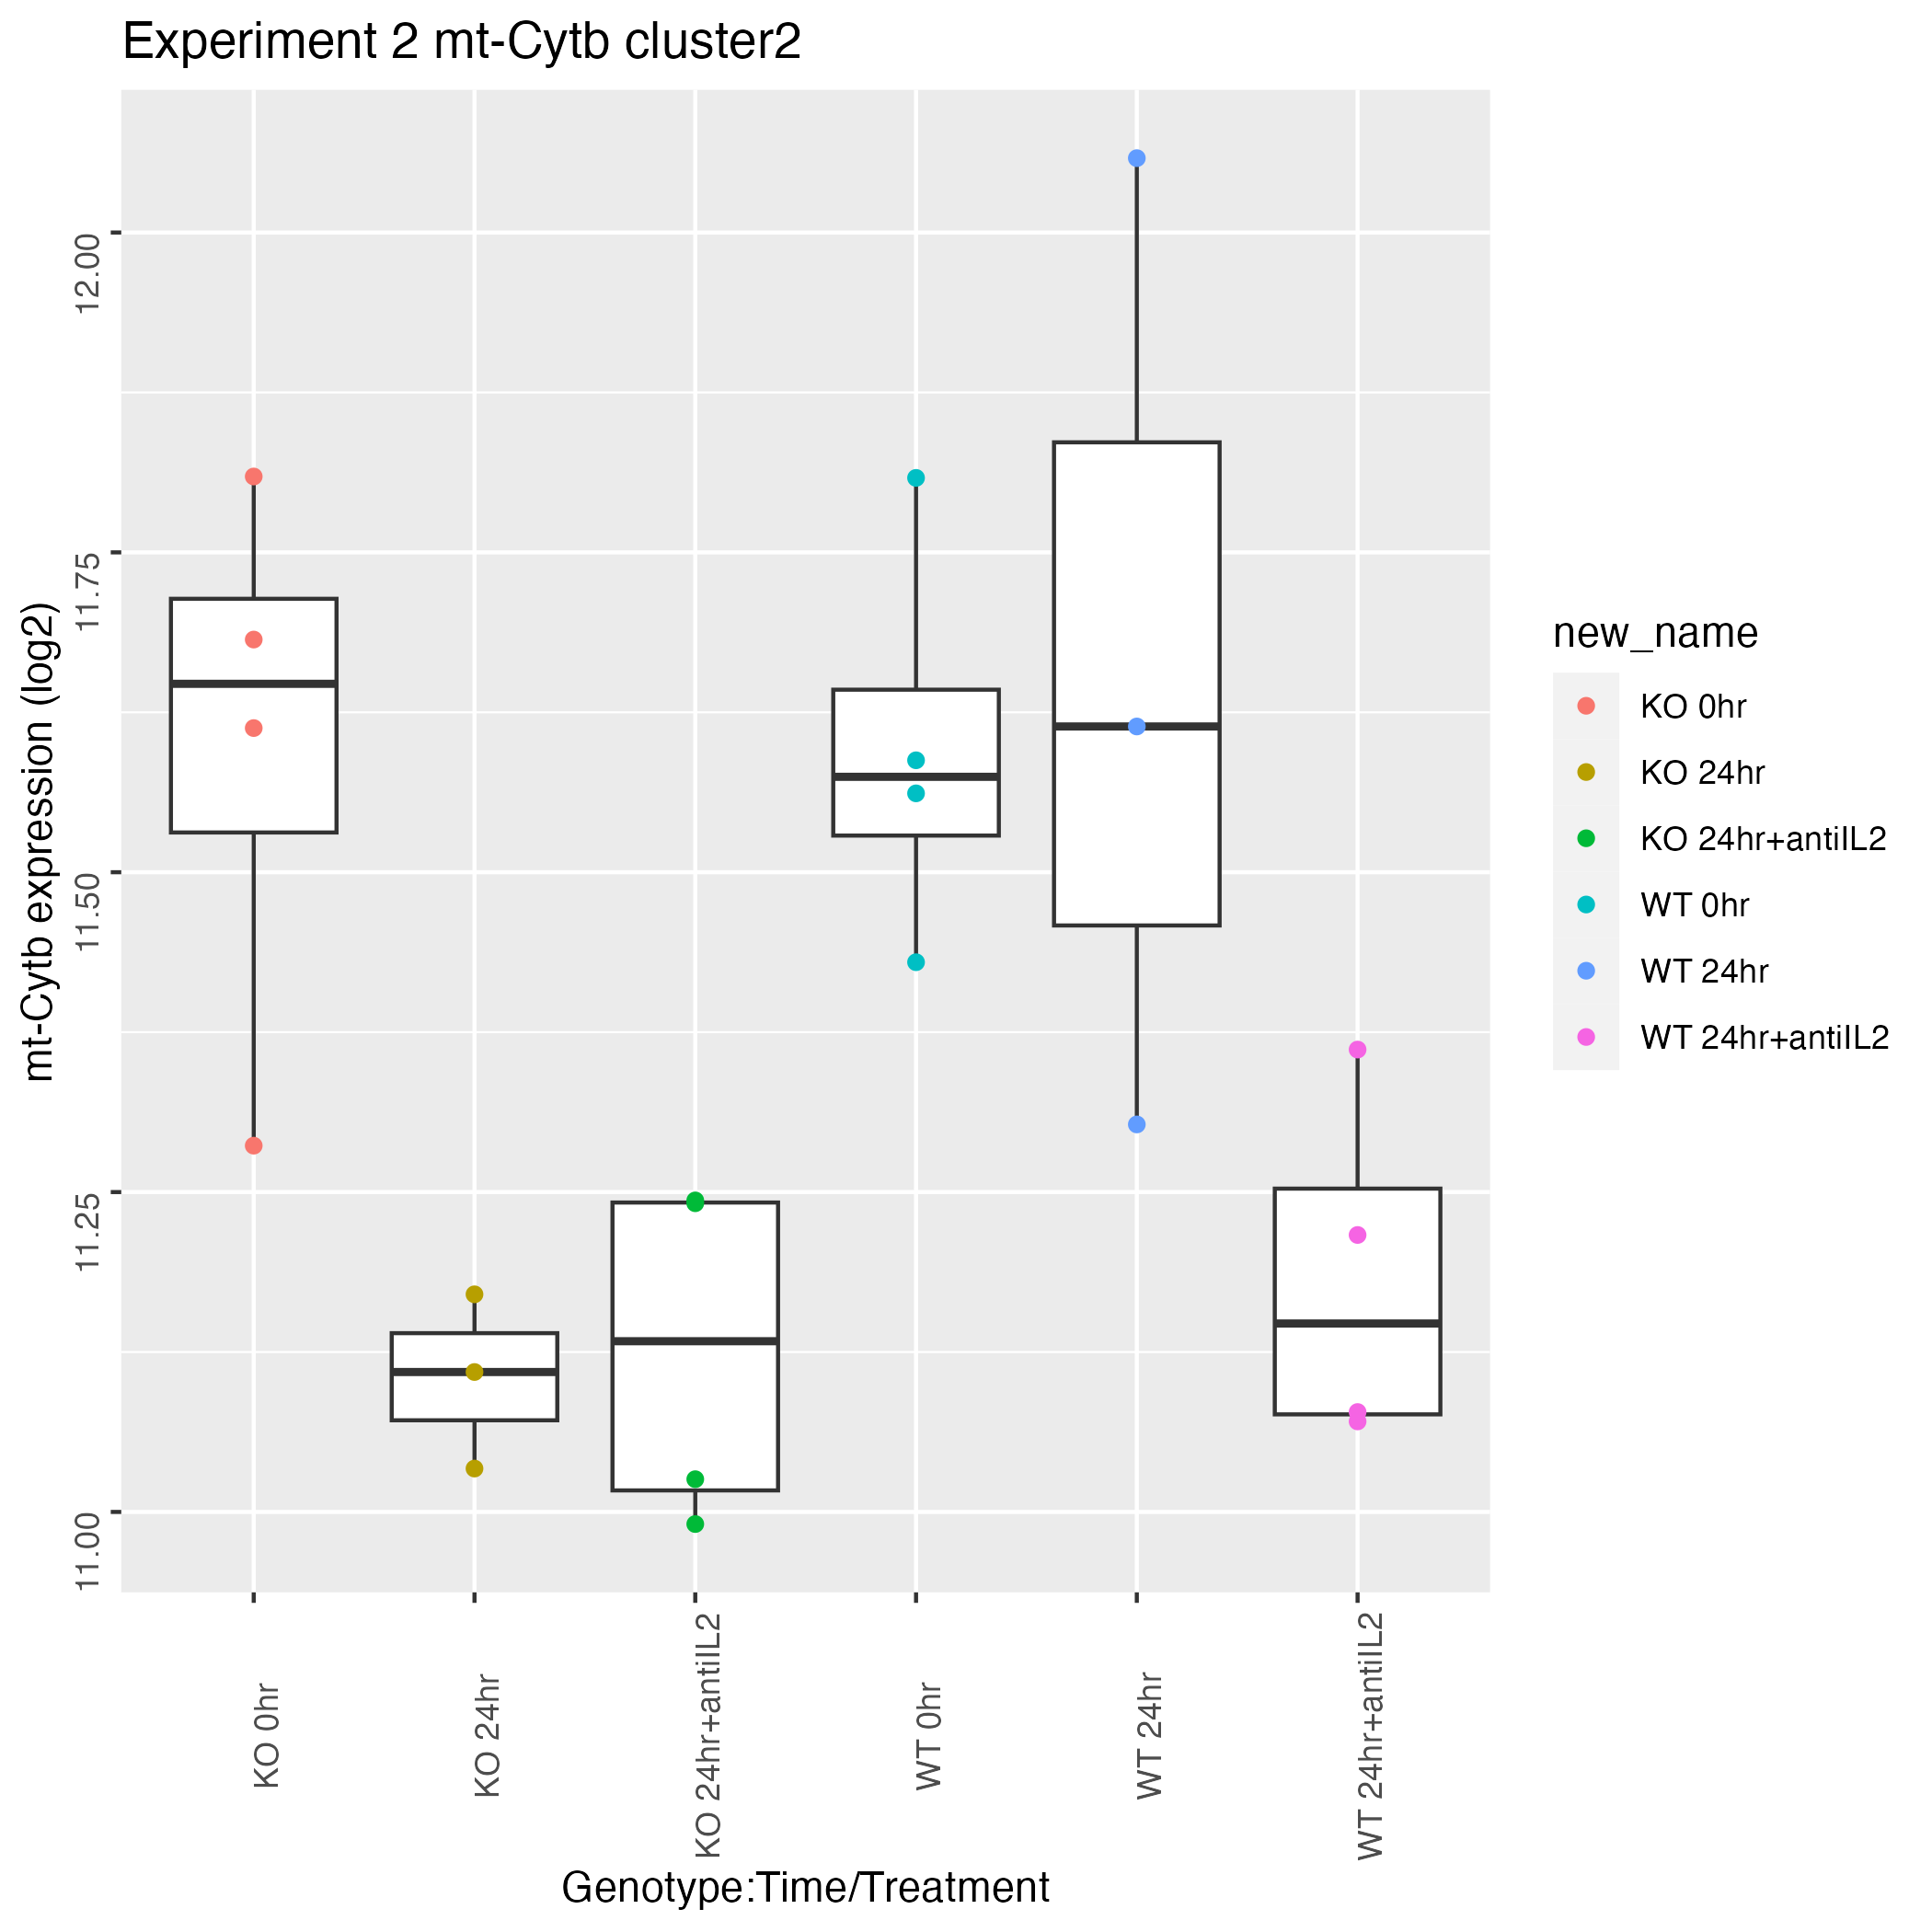 Experiment 2 mt-Cytb cluster2
mt-Cytb expression (log2)
12.00
11.75
11.50
11.25
11.00
KO 0hr
KO 24hr
KO 24hr+antiIL2
WT 0hr
WT 24hr
WT 24hr+antiIL2
Genotype:Time/Treatment
new_name
KO 0hr
KO 24hr
KO 24hr+antiIL2
WT 0hr
WT 24hr
WT 24hr+antiIL2